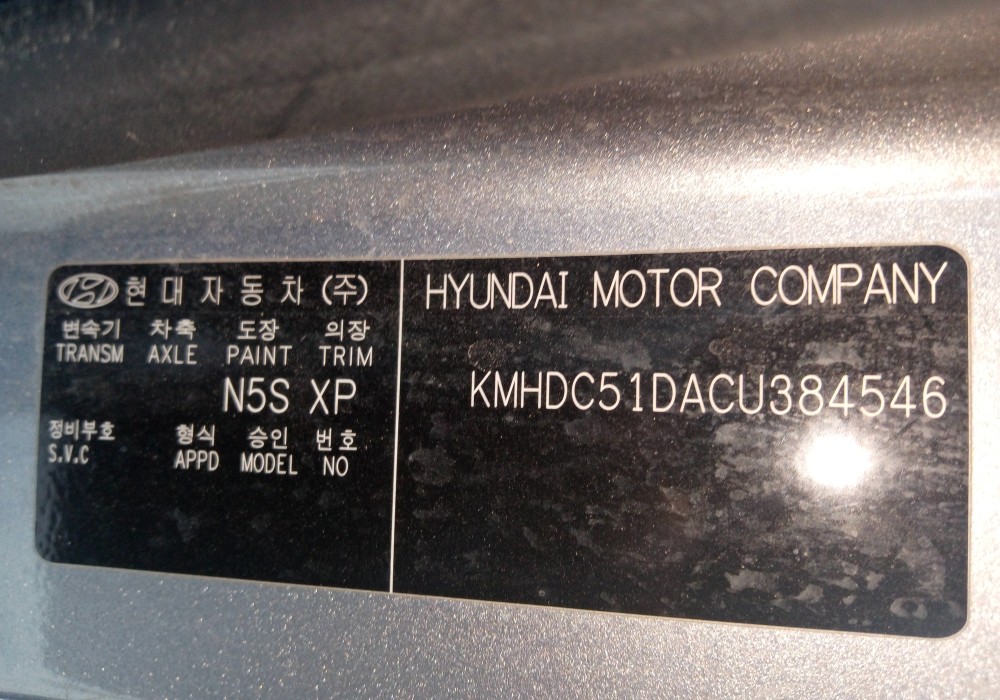 현대자동차 (주)
변속기 차축 도장 의장
TRANSM AXLE PAINT TRIM
N5S XP
정비부호 형식 승인 번호
S.V.C APPD MODEL NO
HYUNDAI MOTOR COMPANY
KMHDC51DACU384546